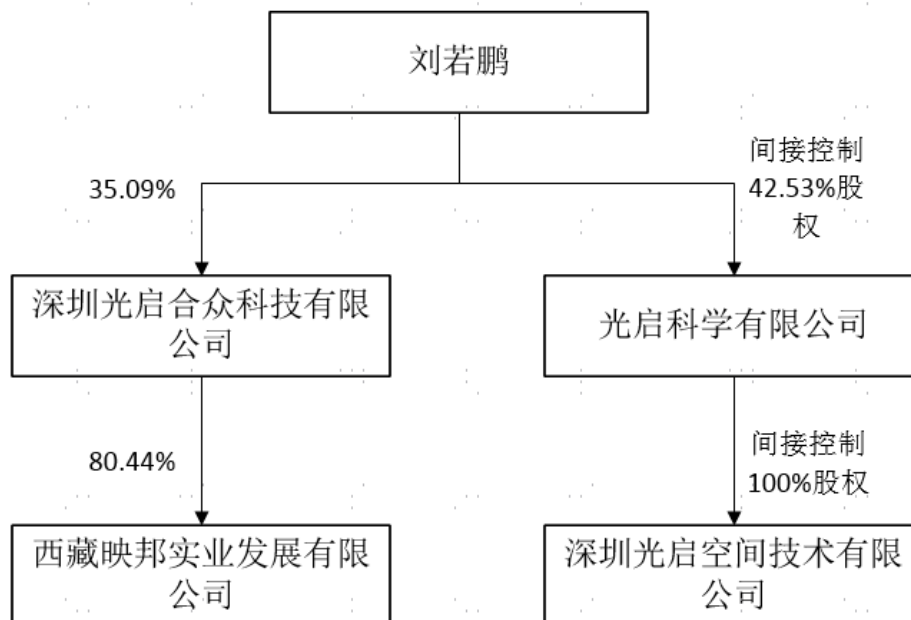 刘若鹏
35.09%
间接控制
42.53%股
权
深圳光启合众科技有限
公司
光启科学有限公司
80.44%
间接控制
100%股权
西藏映邦实业发展有限
公司
深圳光启空间技术有限
公司